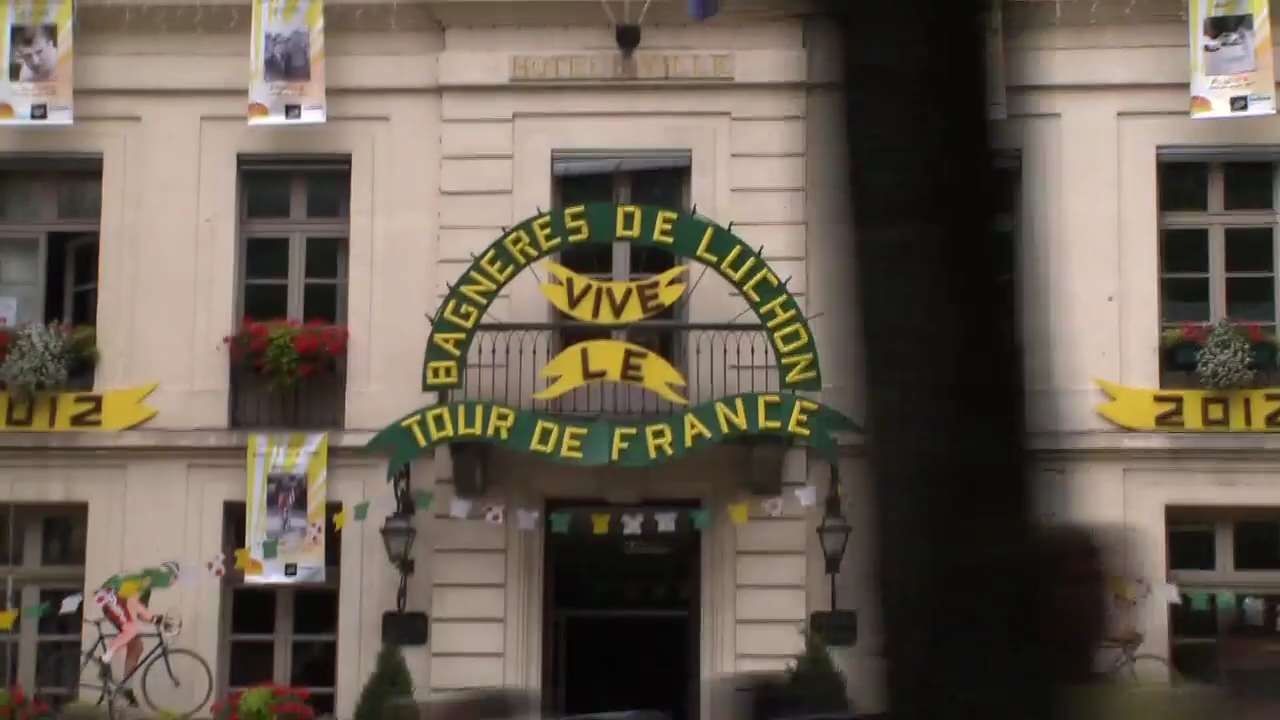 HOTEL DE VILLE
BAGNERES DE LUCHON
VIVE
LE
TOUR DE FRANCE
2012
2012